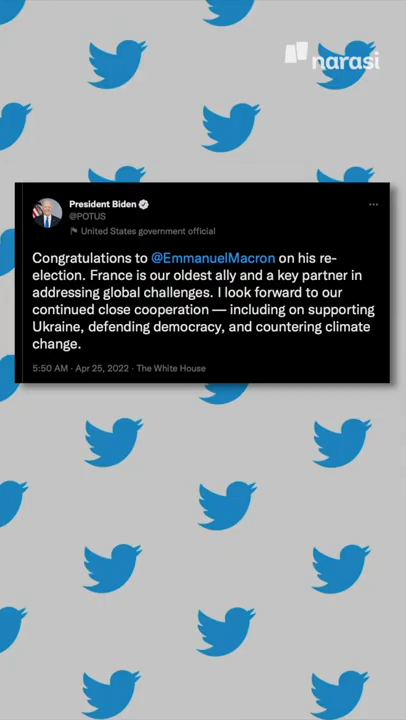 narasi
President Biden
@POTUS
United States government official
Congratulations to @EmmanuelMacron on his re-
election. France is our oldest ally and a key partner in
addressing global challenges. I look forward to our
continued close cooperation — including on supporting
Ukraine, defending democracy, and countering climate
change.
5:50 AM · Apr 25, 2022 · The White House